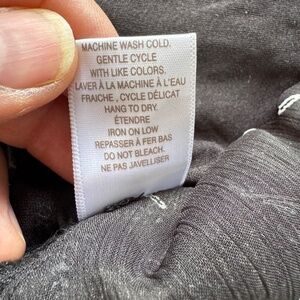 MACHINE WASH COLD.
GENTLE CYCLE
WITH LIKE COLORS.
LAVER À LA MACHINE À L'EAU
FRAICHE, CYCLE DÉLICAT
HANG TO DRY.
ÉTENDRE
IRON ON LOW
REPASSER À FER BAS
DO NOT BLEACH.
NE PAS JAVELLISER